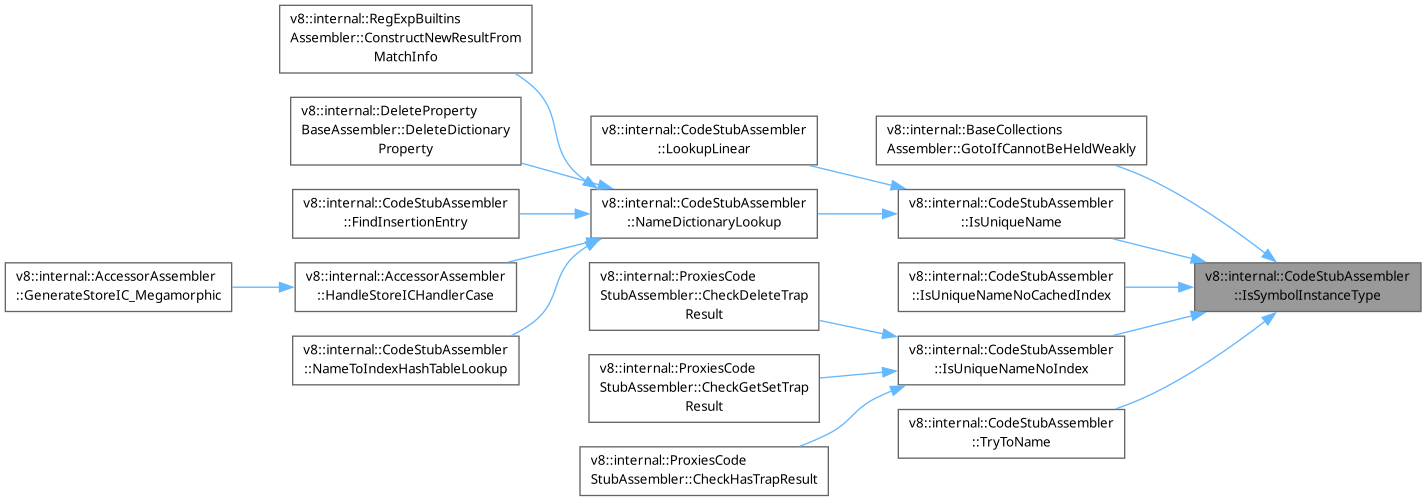 v8::internal::RegExpBuiltins
Assembler::ConstructNewResultFrom
MatchInfo
v8::internal::DeleteProperty
BaseAssembler::DeleteDictionary
Property
v8::internal::CodeStubAssembler
::LookupLinear
v8::internal::BaseCollections
Assembler::GotoIfCannotBeHeldWeakly
v8::internal::CodeStubAssembler
::FindInsertionEntry
v8::internal::CodeStubAssembler
::NameDictionaryLookup
v8::internal::CodeStubAssembler
::IsUniqueName
v8::internal::AccessorAssembler
::GenerateStoreIC_Megamorphic
v8::internal::AccessorAssembler
::HandleStoreICHandlerCase
v8::internal::ProxiesCode
StubAssembler::CheckDeleteTrap
Result
v8::internal::CodeStubAssembler
::IsUniqueNameNoCachedIndex
v8::internal::CodeStubAssembler
::IsSymbolInstanceType
v8::internal::CodeStubAssembler
::NameToIndexHashTableLookup
v8::internal::ProxiesCode
StubAssembler::CheckGetSetTrap
Result
v8::internal::CodeStubAssembler
::IsUniqueNameNoIndex
v8::internal::CodeStubAssembler
::TryToName
v8::internal::ProxiesCode
StubAssembler::CheckHasTrapResult